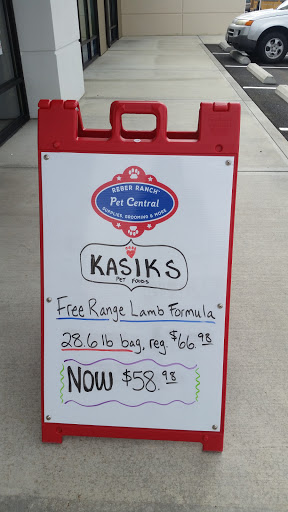 REBER RANCH™
Pet Central
SUPPLIES, GROOMING & MORE
KASIKS
PET FOODS
Free Range Lamb Formula
28.6 lb bag, reg. $66.98
NOW $58.98